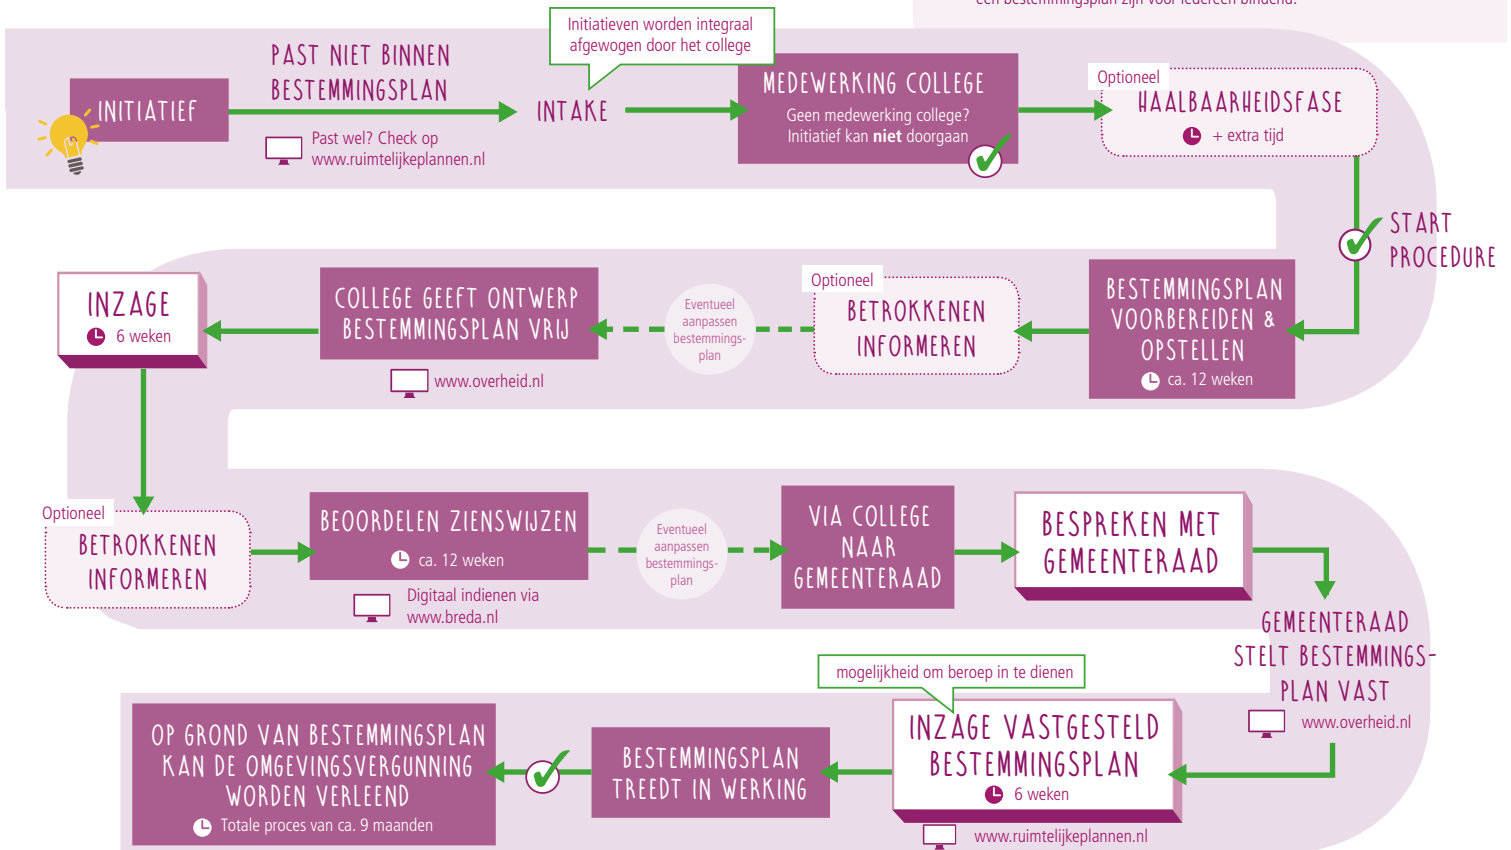 een bestemmingsplan zijn voor iedereen bindend.
Initiatieven worden integraal
afgewogen door het college
INITIATIEF
PAST NIET BINNEN
BESTEMMINGSPLAN
Past wel? Check op
www.ruimtelijkeplannen.nl
INTAKE
MEDEWERKING COLLEGE
Geen medewerking college?
Initiatief kan niet doorgaan
Optioneel
HAALBAARHEIDSFASE
+ extra tijd
START
PROCEDURE
BESTEMMINGSPLAN
VOORBEREIDEN &
OPSTELLEN
ca. 12 weken
Optioneel
BETROKKENEN
INFORMEREN
Eventueel
aanpassen
bestemmings-
plan
COLLEGE GEEFT ONTWERP
BESTEMMINGSPLAN VRIJ
www.overheid.nl
INZAGE
6 weken
Optioneel
BETROKKENEN
INFORMEREN
BEOORDELEN ZIENSWIJZEN
ca. 12 weken
Digitaal indienen via
www.breda.nl
Eventueel
aanpassen
bestemmings-
plan
VIA COLLEGE
NAAR
GEMEENTERAAD
BESPREKEN MET
GEMEENTERAAD
GEMEENTERAAD
STELT BESTEMMINGS-
PLAN VAST
www.overheid.nl
mogelijkheid om beroep in te dienen
INZAGE VASTGESTELD
BESTEMMINGSPLAN
6 weken
www.ruimtelijkeplannen.nl
BESTEMMINGSPLAN
TREEDT IN WERKING
OP GROND VAN BESTEMMINGSPLAN
KAN DE OMGEVINGSVERGUNNING
WORDEN VERLEEND
Totale proces van ca. 9 maanden